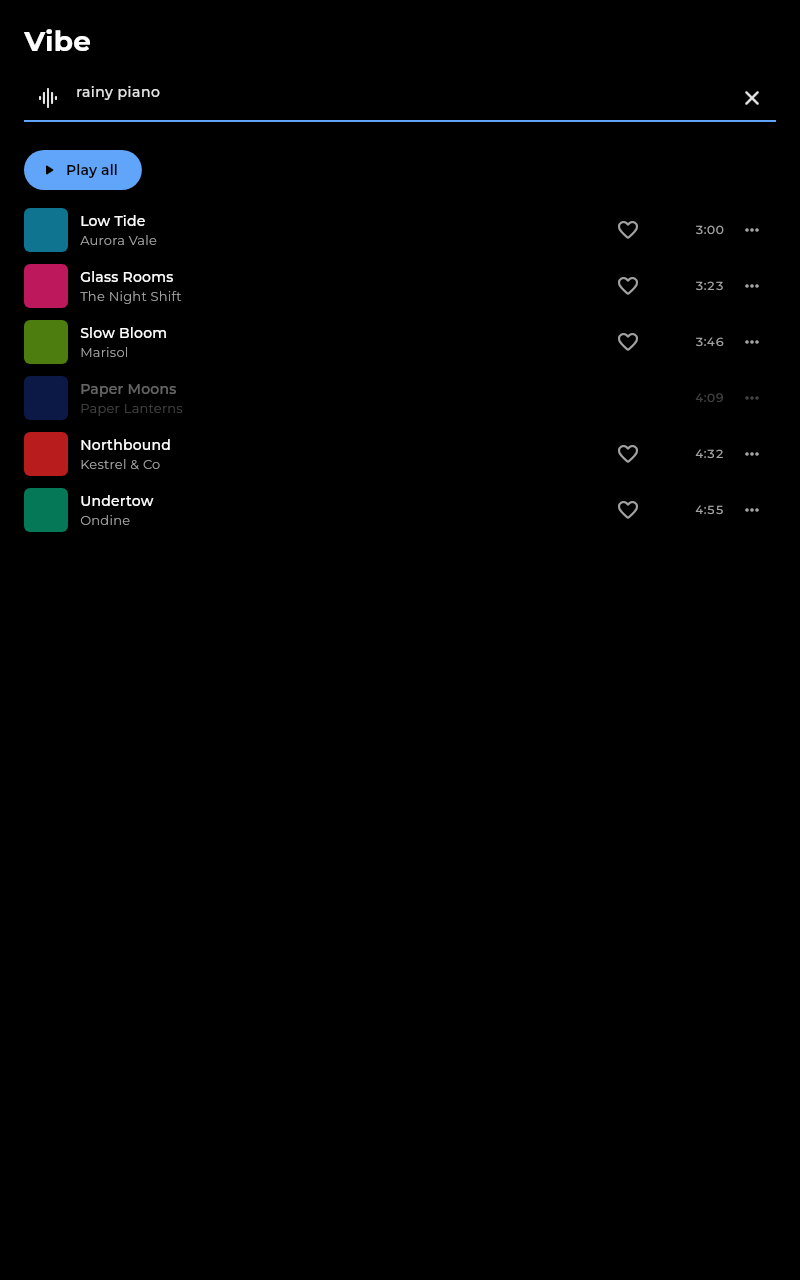 Vibe
rainy piano
Play all
Low Tide
Aurora Vale
3:00
Glass Rooms
The Night Shift
3:23
Slow Bloom
Marisol
3:46
Paper Moons
Paper Lanterns
4:09
Northbound
Kestrel & Co
4:32
Undertow
Ondine
4:55